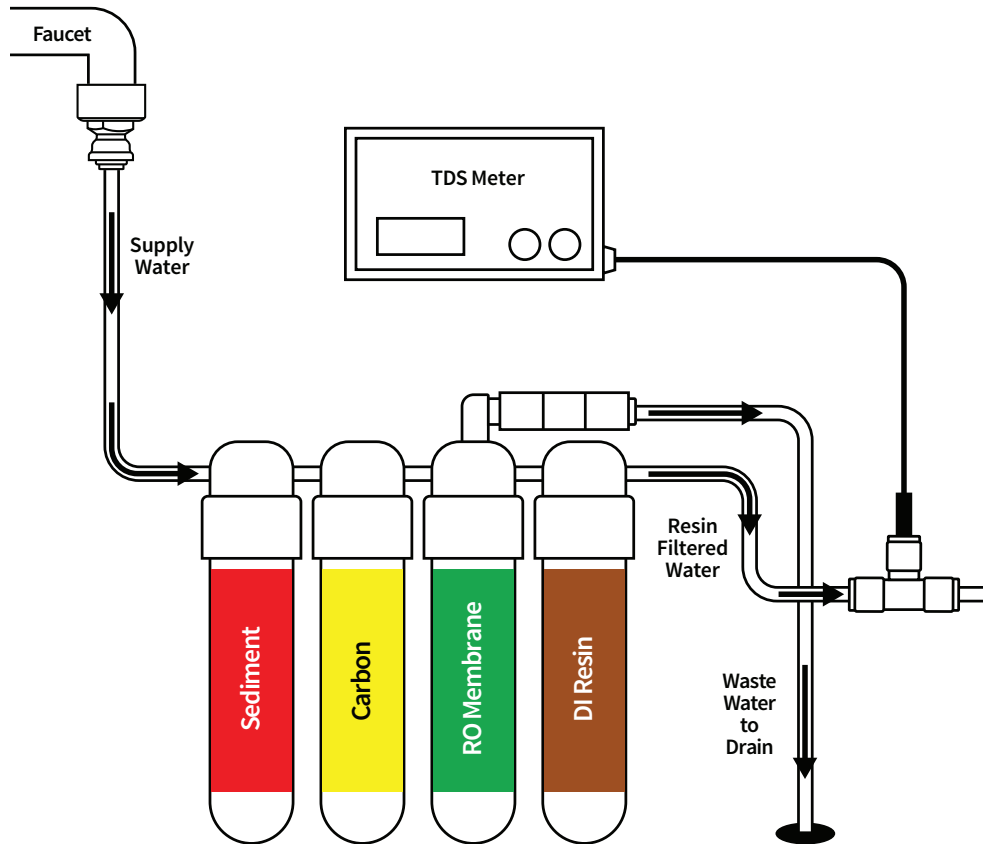 Faucet
TDS Meter
Supply
Water
Resin
Filtered
Water
Sediment
Carbon
RO Membrane
DI Resin
Waste
Water
to
Drain